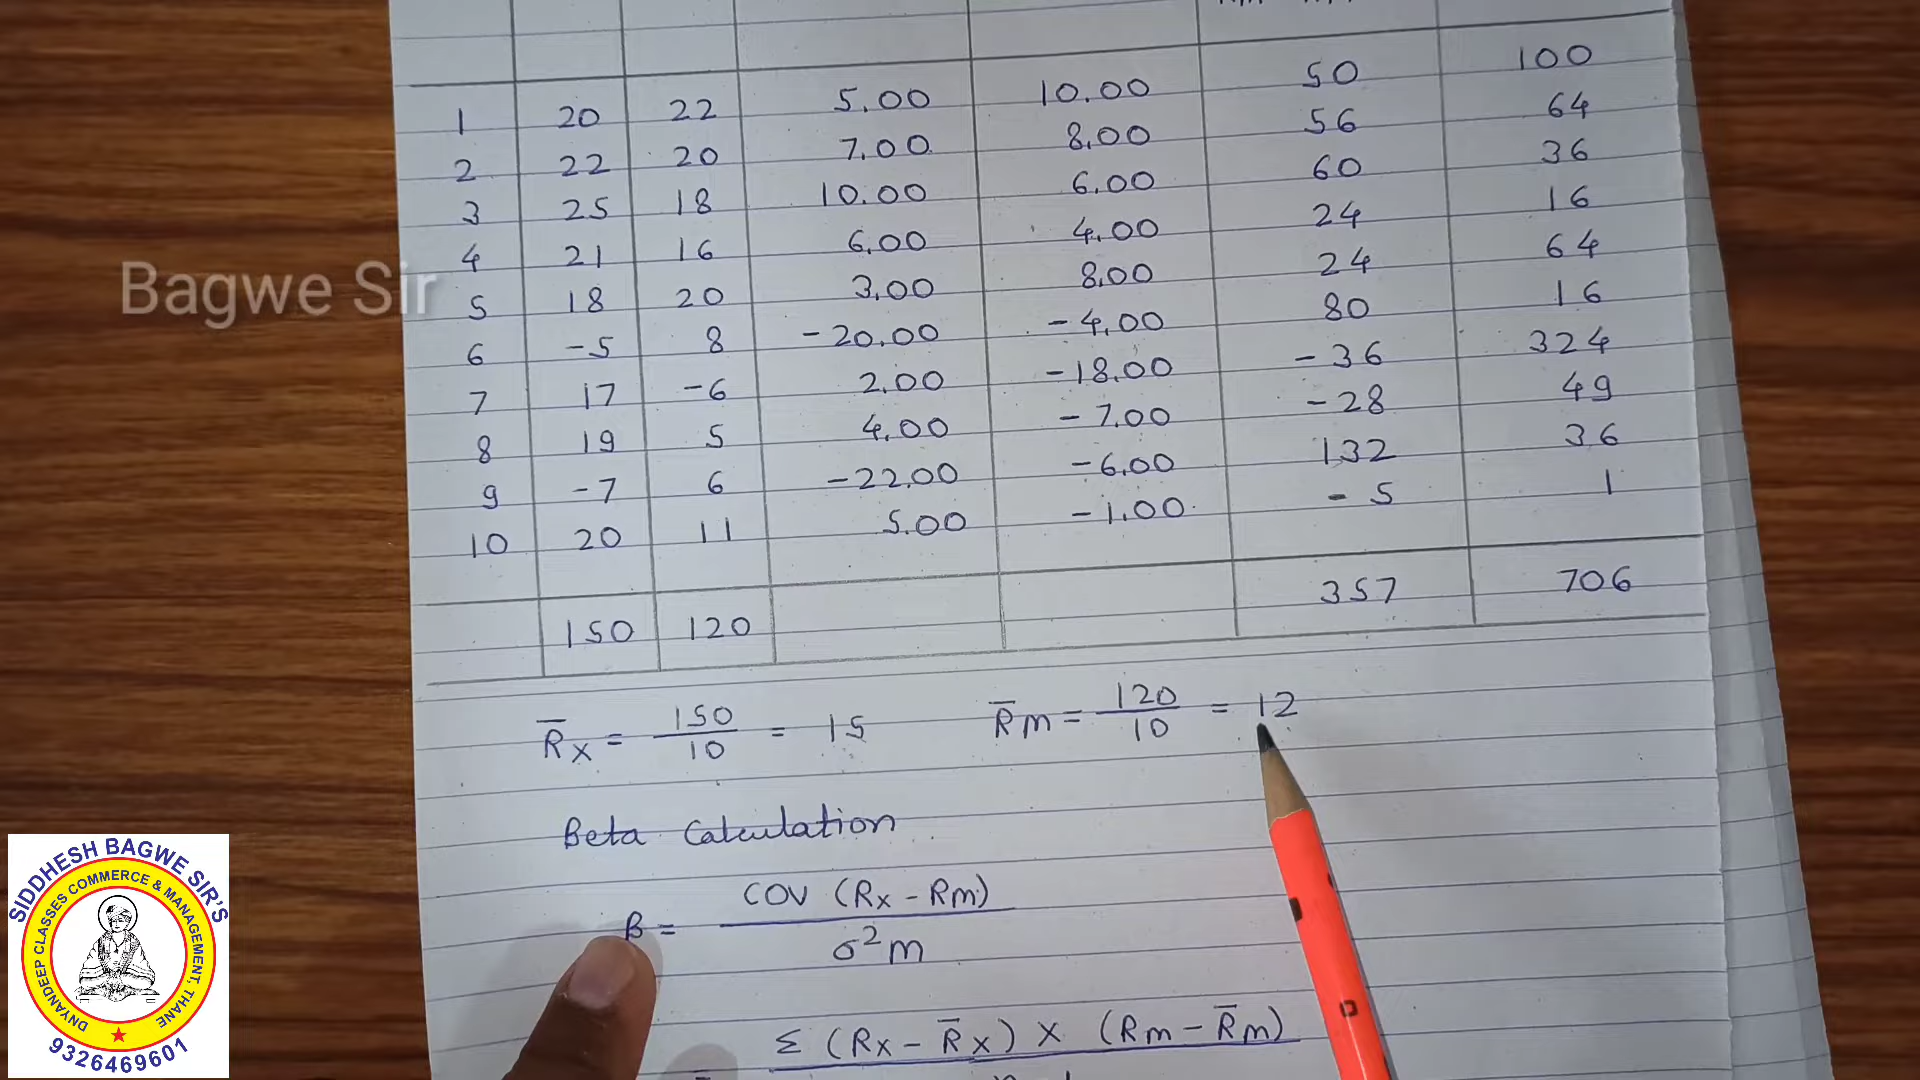 1 20 22 5.00 10.00 50 100
2 22 20 7.00 8.00 56 64
3 25 18 10.00 6.00 60 36
4 21 16 6.00 4.00 24 16
5 18 20 3.00 8.00 24 64
6 -5 8 -20.00 -4.00 80 16
7 17 -6 2.00 -18.00 -36 324
8 19 5 4.00 -7.00 -28 49
9 -7 6 -22.00 -6.00 132 36
10 20 11 5.00 -1.00 -5 1
150 120 357 706
R̄x = 150/10 = 15 R̄m = 120/10 = 12
Beta Calculation
β = COV (Rx - Rm) / σ²m
Σ (Rx - R̄x) × (Rm - R̄m)
Bagwe Sir
SIDDHESH BAGWE SIR'S
DNYANDEEP CLASSES COMMERCE & MANAGEMENT, THANE
9326469601